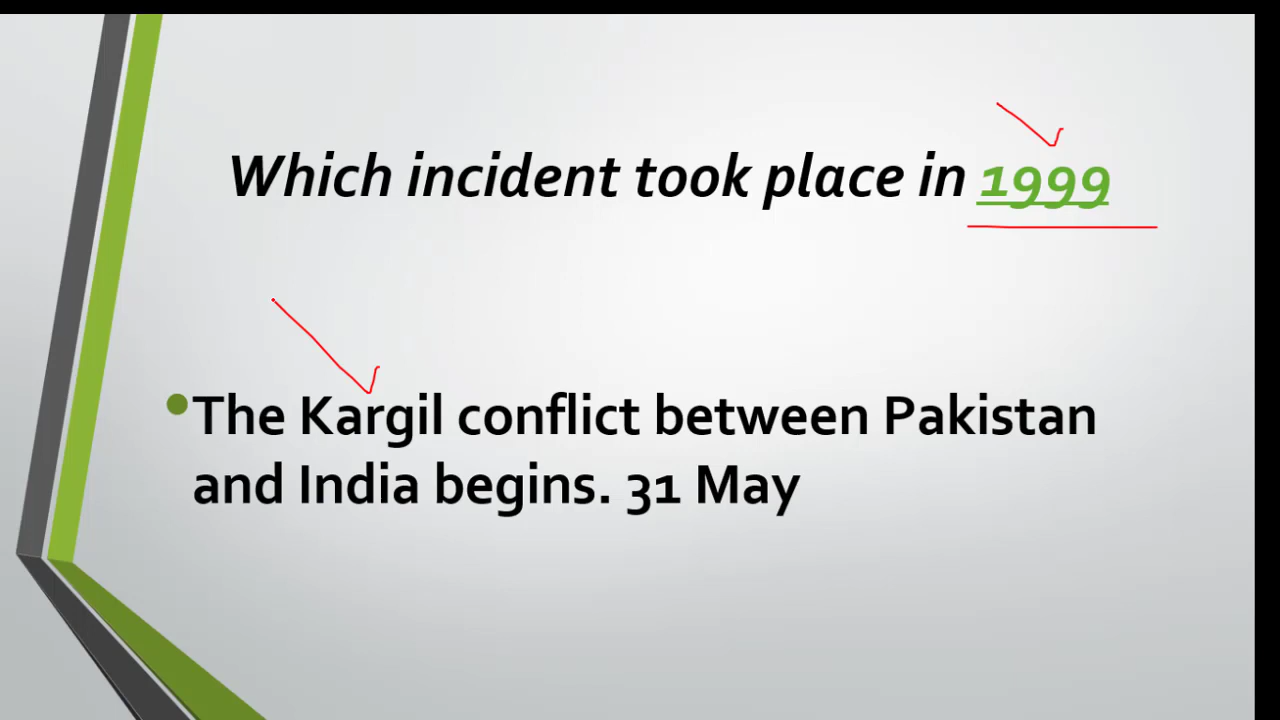 Which incident took place in 1999
•The Kargil conflict between Pakistan
and India begins. 31 May